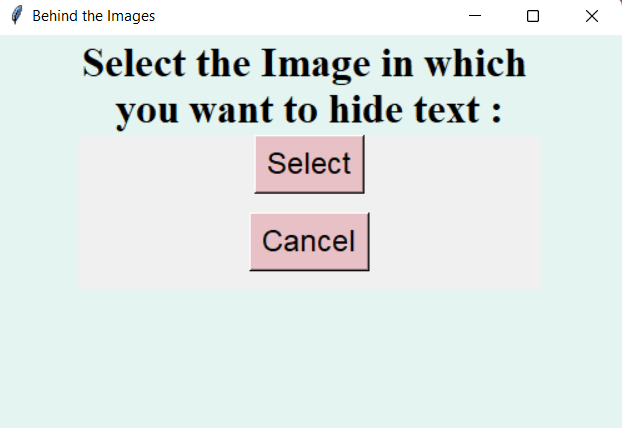 Behind the Images
Select the Image in which
you want to hide text :
Select
Cancel